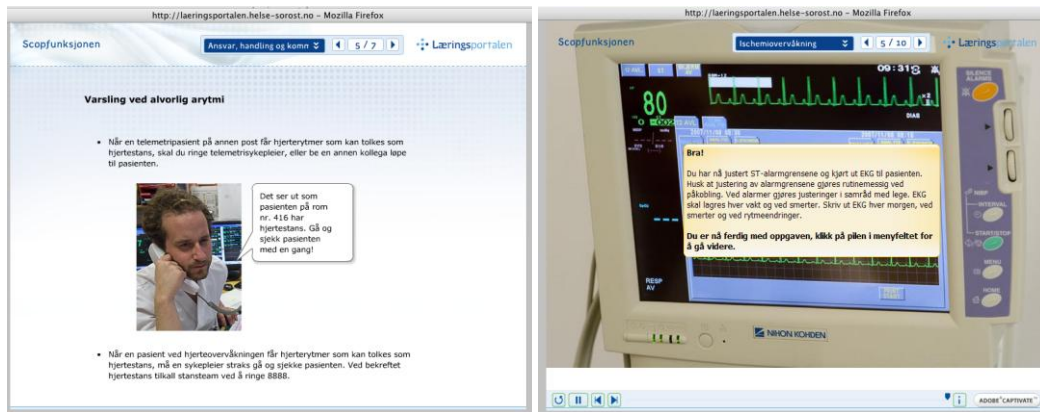 http://laeringsportalen.helse-sorost.no – Mozilla Firefox
Scopfunksjonen
Ansvar, handling og komn
5 / 7
Læringsportalen
Varsling ved alvorlig arytmi
• Når en telemetripasient på annen post får hjerterytmer som kan tolkes som
hjertestans, skal du ringe telemetrisykepleier, eller be en annen kollega løpe
til pasienten.
Det ser ut som
pasienten på rom
nr. 416 har
hjertestans. Gå og
sjekk pasienten
med en gang!
• Når en pasient ved hjerteovervåkningen får hjerterytmer som kan tolkes som
hjertestans, må en sykepleier straks gå og sjekke pasienten. Ved bekreftet
hjertestans tilkall stansteam ved å ringe 8888.
http://laeringsportalen.helse-sorost.no – Mozilla Firefox
Scopfunksjonen
Ischemiovervåkning
5 / 10
Læringsportalen
09:31
SILENCE
ALARMS
80
DIAB
Bra!
Du har nå justert ST-alarmgrensene og kjørt ut EKG til pasienten.
Husk at justering av alarmgrensene gjøres rutinemessig ved
påkobling. Ved alarmer gjøres justeringer i samråd med lege. EKG
skal lagres hver vakt og ved smerter. Skriv ut EKG hver morgen, ved
smerter og ved rytmeendringer.
Du er nå ferdig med oppgaven, klikk på pilen i menyfeltet for
å gå videre.
NIBP
INTERVAL
START/STOP
MENU
HOME
RESP
AV
NIHON KOHDEN
ADOBE CAPTIVATE